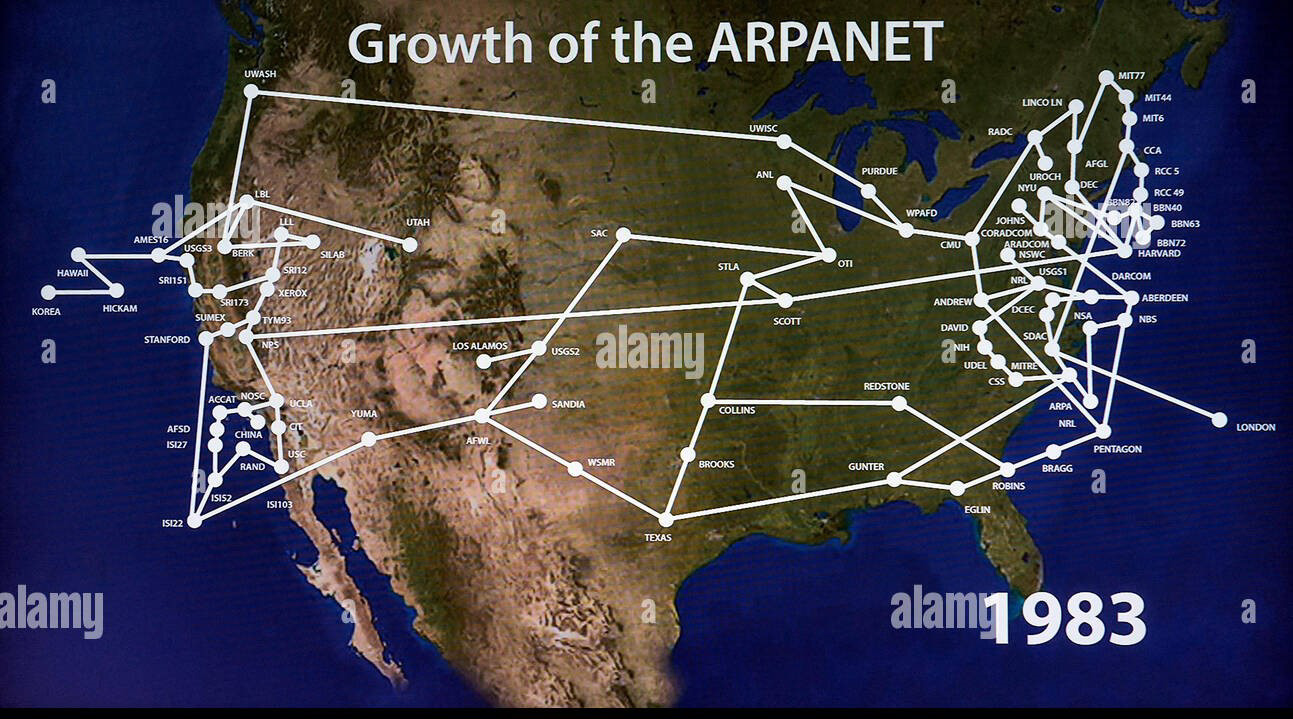 Growth of the ARPANET
UWASH
MIT77
LINCO LN
MIT44
MIT6
UWISC
RADC
CCA
AFGL
ANL
PURDUE
UROCH
RCC 5
NYU
DEC
RCC 49
LBL
BBN82
BBN40
UTAH
LLL
WPAFD
JOHNS
BBN63
CORADCOM
AMES16
USGS3
SAC
CMU
ARADCOM
BBN72
BERK
SILAB
NSWC
HARVARD
OTI
HAWAII
SRI12
STLA
USGS1
DARCOM
SRI151
NRL
KOREA
HICKAM
SRI173
XEROX
ANDREW
ABERDEEN
DCEC
SUMEX
TYM93
SCOTT
NSA
NBS
STANFORD
NPS
DAVID
SDAC
LOS ALAMOS
USGS2
NIH
UDEL
MITRE
CSS
REDSTONE
ACCAT
NOSC
UCLA
YUMA
SANDIA
COLLINS
ARPA
AFSD
CHINA
CIT
NRL
LONDON
ISI27
AFWL
USC
PENTAGON
RAND
WSMR
BROOKS
GUNTER
BRAGG
ISI52
ISI103
ROBINS
ISI22
EGLIN
TEXAS
1983
a
a
a
a
a
alamy
a
a
a
alamy
a
alamy
a